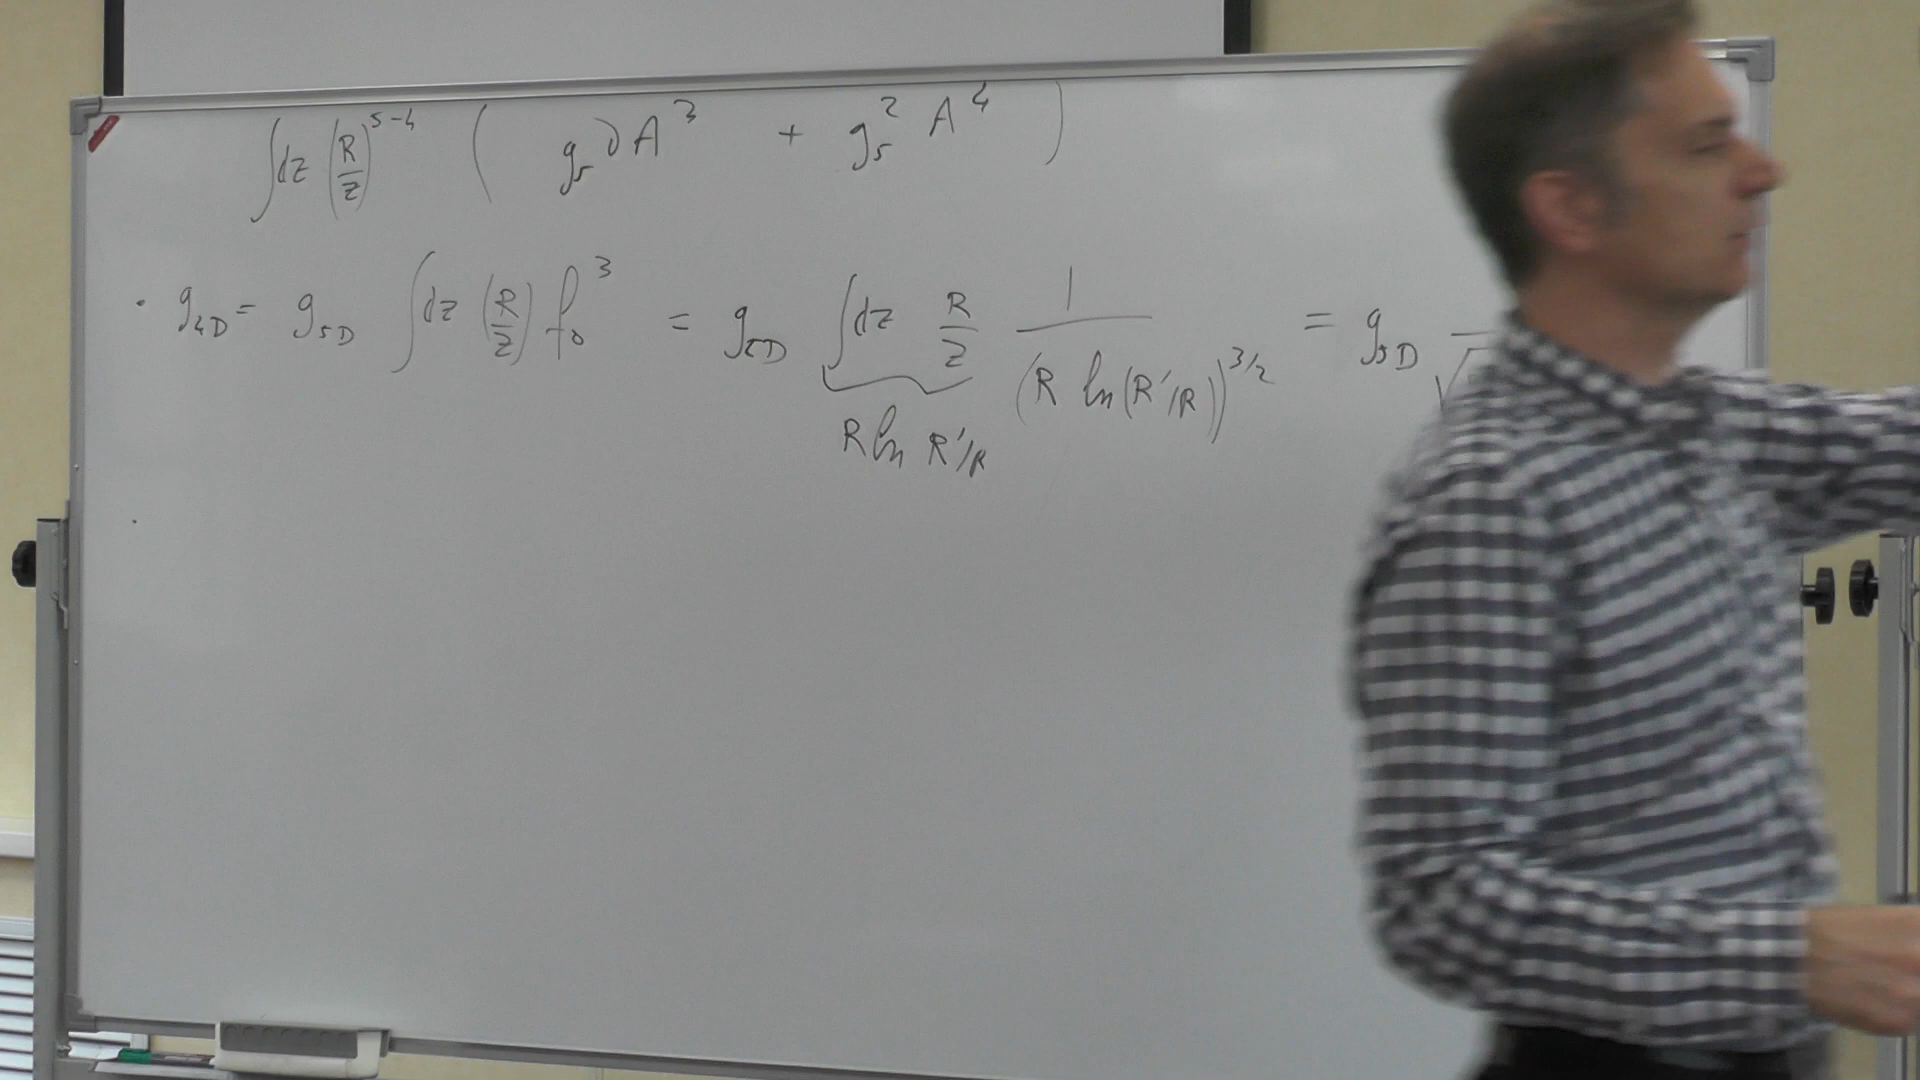 ∫dz (R/z)^{5-4} ( g_5 ∂A^3 + g_5^2 A^4 )
· g_{4D} = g_{5D} ∫dz (R/z) f_0^3 = g_{5D} ∫dz R/z 1/(R ln(R'/R))^{3/2} = g_{5D}
R ln R'/R